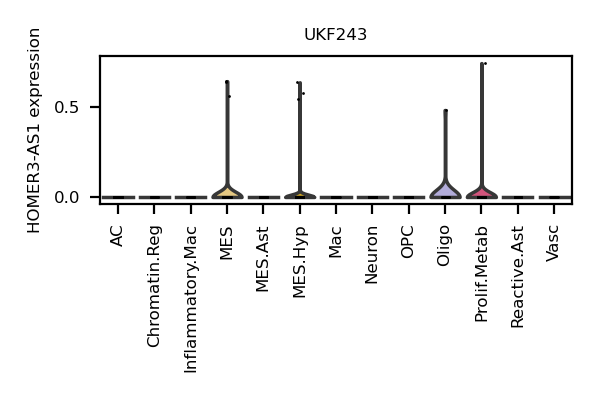 UKF243
HOMER3-AS1 expression
0.5
0.0
AC
Chromatin.Reg
Inflammatory.Mac
MES
MES.Ast
MES.Hyp
Mac
Neuron
OPC
Oligo
Prolif.Metab
Reactive.Ast
Vasc